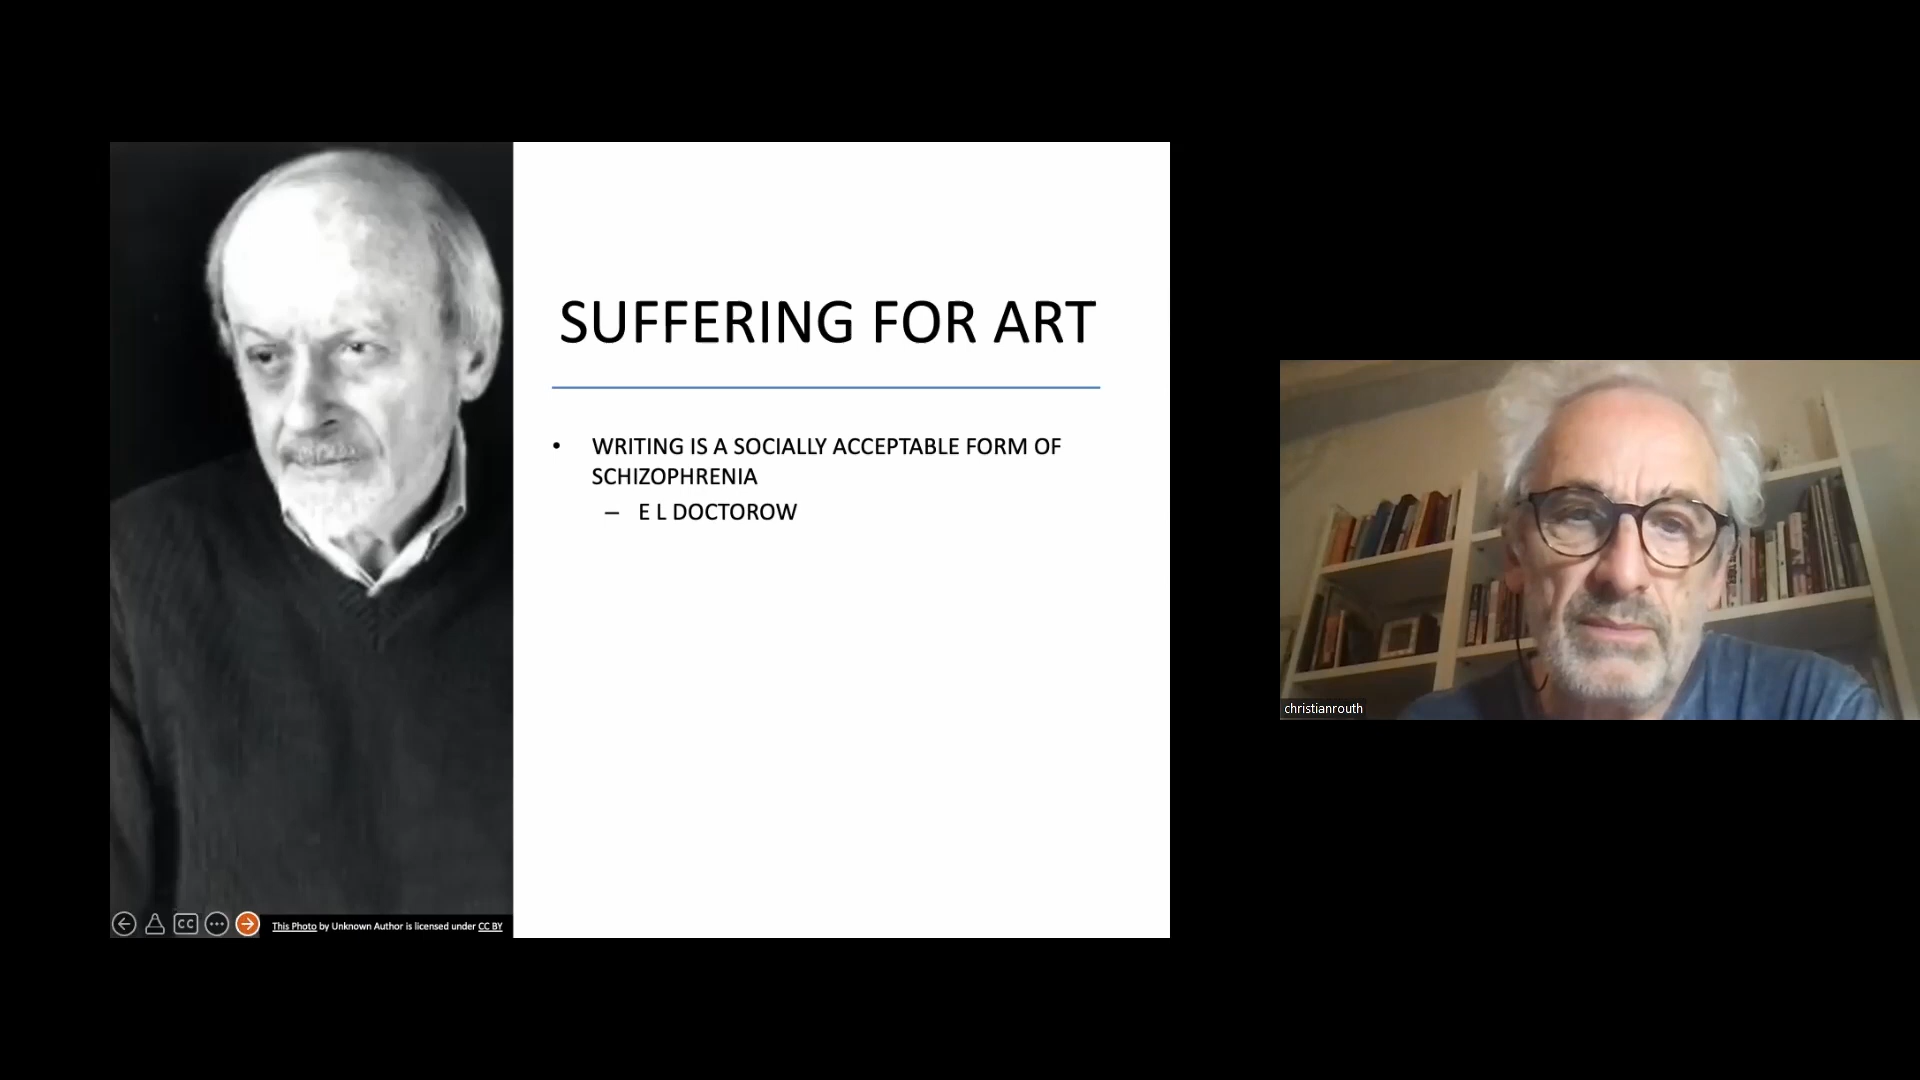 SUFFERING FOR ART
• WRITING IS A SOCIALLY ACCEPTABLE FORM OF
SCHIZOPHRENIA
– E L DOCTOROW
CC
This Photo by Unknown Author is licensed under CC BY
christianrouth